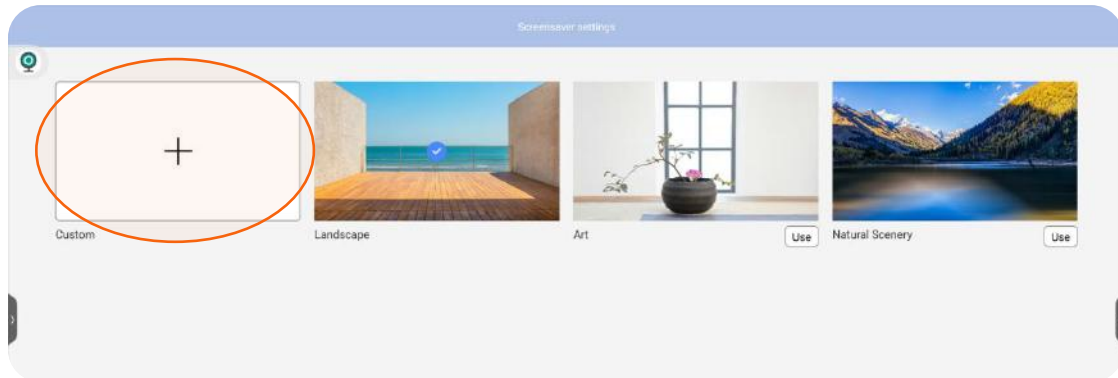 Screensaver settings
Custom
Landscape
Art
Use
Natural Scenery
Use